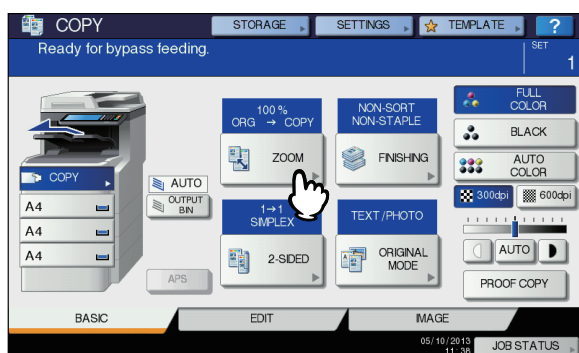 COPY
STORAGE
SETTINGS
TEMPLATE
?
Ready for bypass feeding.
SET
1
100 %
ORG → COPY
NON-SORT
NON-STAPLE
FULL
COLOR
ZOOM
FINISHING
BLACK
COPY
AUTO
AUTO
COLOR
A4
OUTPUT
BIN
300dpi
600dpi
1→1
SIMPLEX
TEXT/PHOTO
A4
2-SIDED
ORIGINAL
MODE
AUTO
A4
APS
PROOF COPY
BASIC
EDIT
IMAGE
05/10/2013
11:38
JOB STATUS